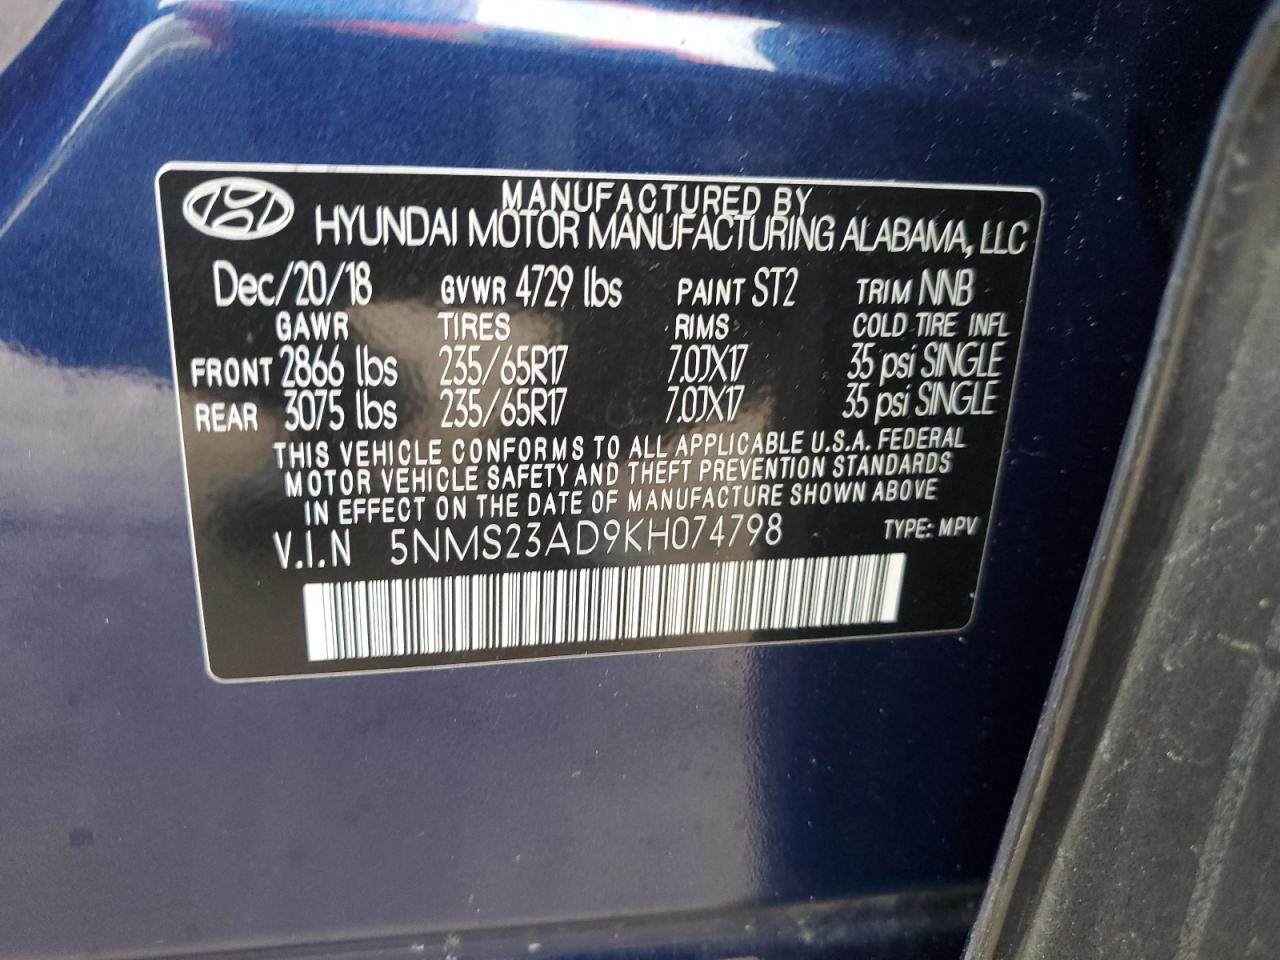 MANUFACTURED BY
HYUNDAI MOTOR MANUFACTURING ALABAMA, LLC
Dec/20/18 GVWR 4729 lbs PAINT ST2 TRIM NNB
GAWR TIRES RIMS COLD TIRE INFL
FRONT 2866 lbs 235/65R17 7.0JX17 35 psi SINGLE
REAR 3075 lbs 235/65R17 7.0JX17 35 psi SINGLE
THIS VEHICLE CONFORMS TO ALL APPLICABLE U.S.A. FEDERAL
MOTOR VEHICLE SAFETY AND THEFT PREVENTION STANDARDS
IN EFFECT ON THE DATE OF MANUFACTURE SHOWN ABOVE
V.I.N 5NMS23AD9KH074798 TYPE: MPV